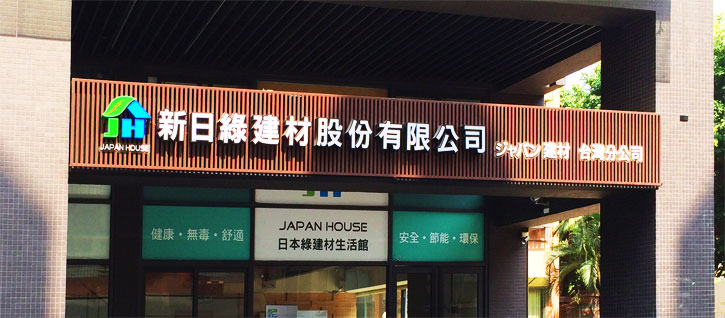 JH
JAPAN HOUSE
新日綠建材股份有限公司
ジャパン建材 台灣分公司
JH
健康・無毒・舒適
JAPAN HOUSE
日本綠建材生活館
安全・節能・環保